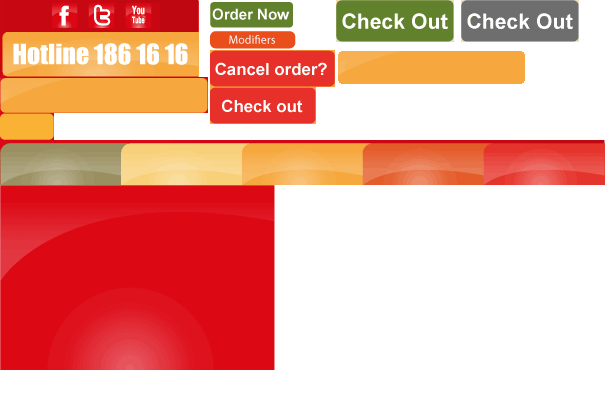 f
t
You
Tube
Hotline 186 16 16
Order Now
Modifiers
Cancel order?
Check out
Check Out
Check Out